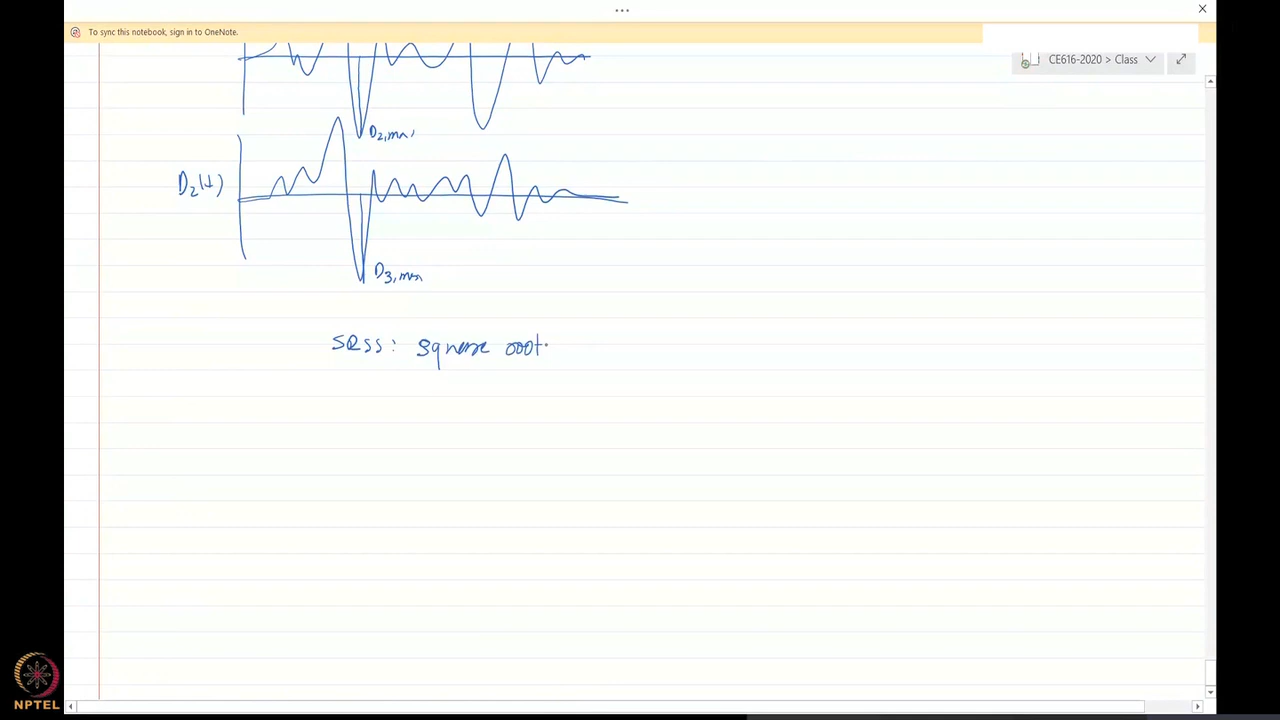 To sync this notebook, sign in to OneNote.
CE616-2020 > Class
D2,max
D2(t)
D3,max
SRSS: square root
NPTEL